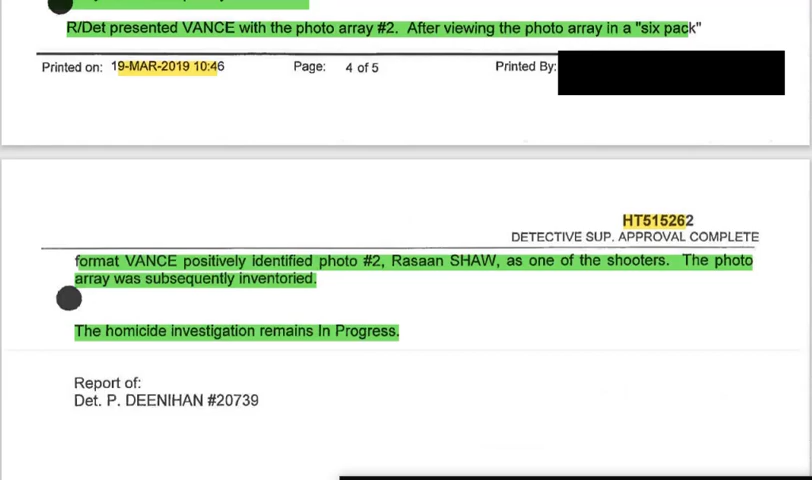 R/Det presented VANCE with the photo array #2. After viewing the photo array in a "six pack"
Printed on: 19-MAR-2019 10:46 Page: 4 of 5 Printed By:
HT515262
DETECTIVE SUP. APPROVAL COMPLETE
format VANCE positively identified photo #2, Rasaan SHAW, as one of the shooters. The photo
array was subsequently inventoried.
The homicide investigation remains In Progress.
Report of:
Det. P. DEENIHAN #20739